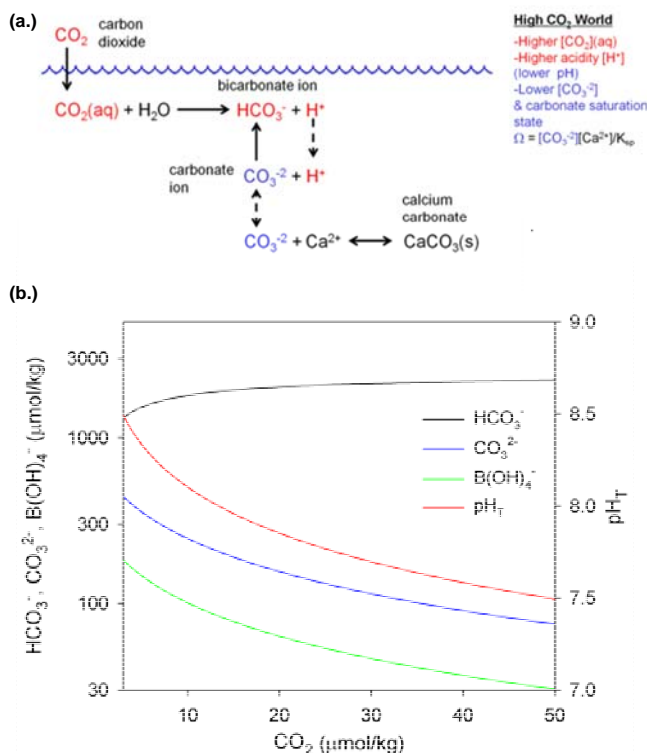 (a.)
carbon
dioxide
CO₂
High CO₂ World
-Higher [CO₂](aq)
-Higher acidity [H⁺]
(lower pH)
-Lower [CO₃⁻²]
& carbonate saturation
state
Ω = [CO₃⁻²][Ca²⁺]/Kₛₚ
bicarbonate ion
CO₂(aq) + H₂O
HCO₃⁻ + H⁺
carbonate
ion
CO₃⁻² + H⁺
calcium
carbonate
CO₃⁻² + Ca²⁺
CaCO₃(s)
(b.)
HCO₃⁻, CO₃²⁻, B(OH)₄⁻ (μmol/kg)
3000
1000
300
100
30
HCO₃⁻
CO₃²⁻
B(OH)₄⁻
pH_T
9.0
8.5
8.0
7.5
7.0
pH_T
10
20
30
40
50
CO₂ (μmol/kg)